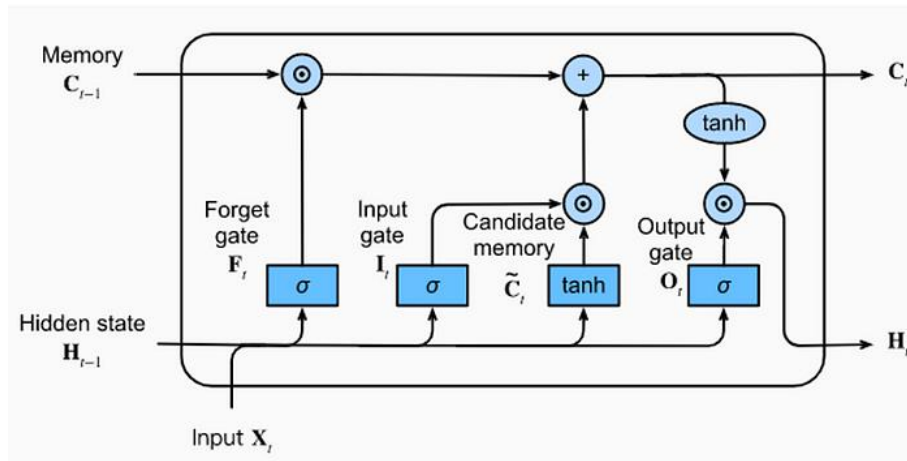 Memory
C_{t-1}
⊙
+
C_t
tanh
Forget
gate
F_t
Input
gate
I_t
⊙
Candidate
memory
C̃_t
⊙
Output
gate
O_t
σ
σ
tanh
σ
Hidden state
H_{t-1}
H_t
Input X_t